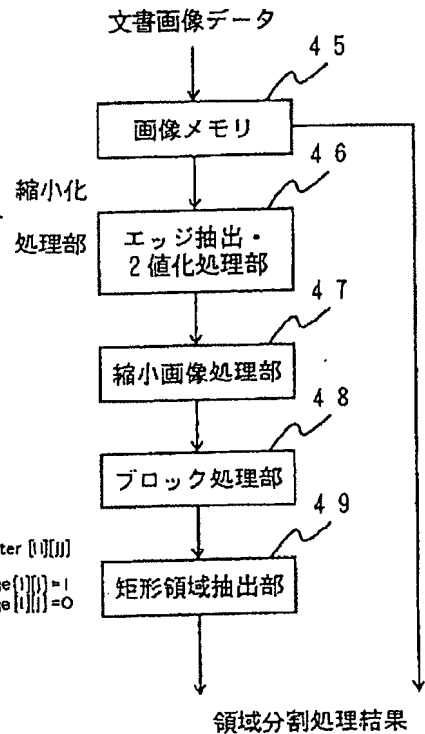 文書画像データ
45
画像メモリ
46
縮小化
処理部
エッジ抽出・
2値化処理部
47
縮小画像処理部
48
ブロック処理部
49
矩形領域抽出部
領域分割処理結果